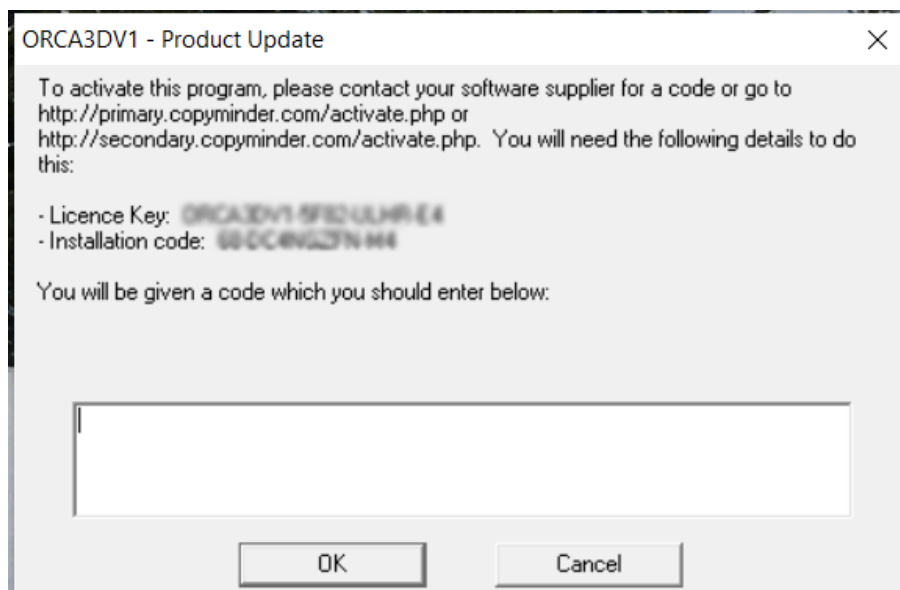 ORCA3DV1 - Product Update
To activate this program, please contact your software supplier for a code or go to
http://primary.copyminder.com/activate.php or
http://secondary.copyminder.com/activate.php. You will need the following details to do
this:
- Licence Key:
- Installation code:
You will be given a code which you should enter below:
OK
Cancel